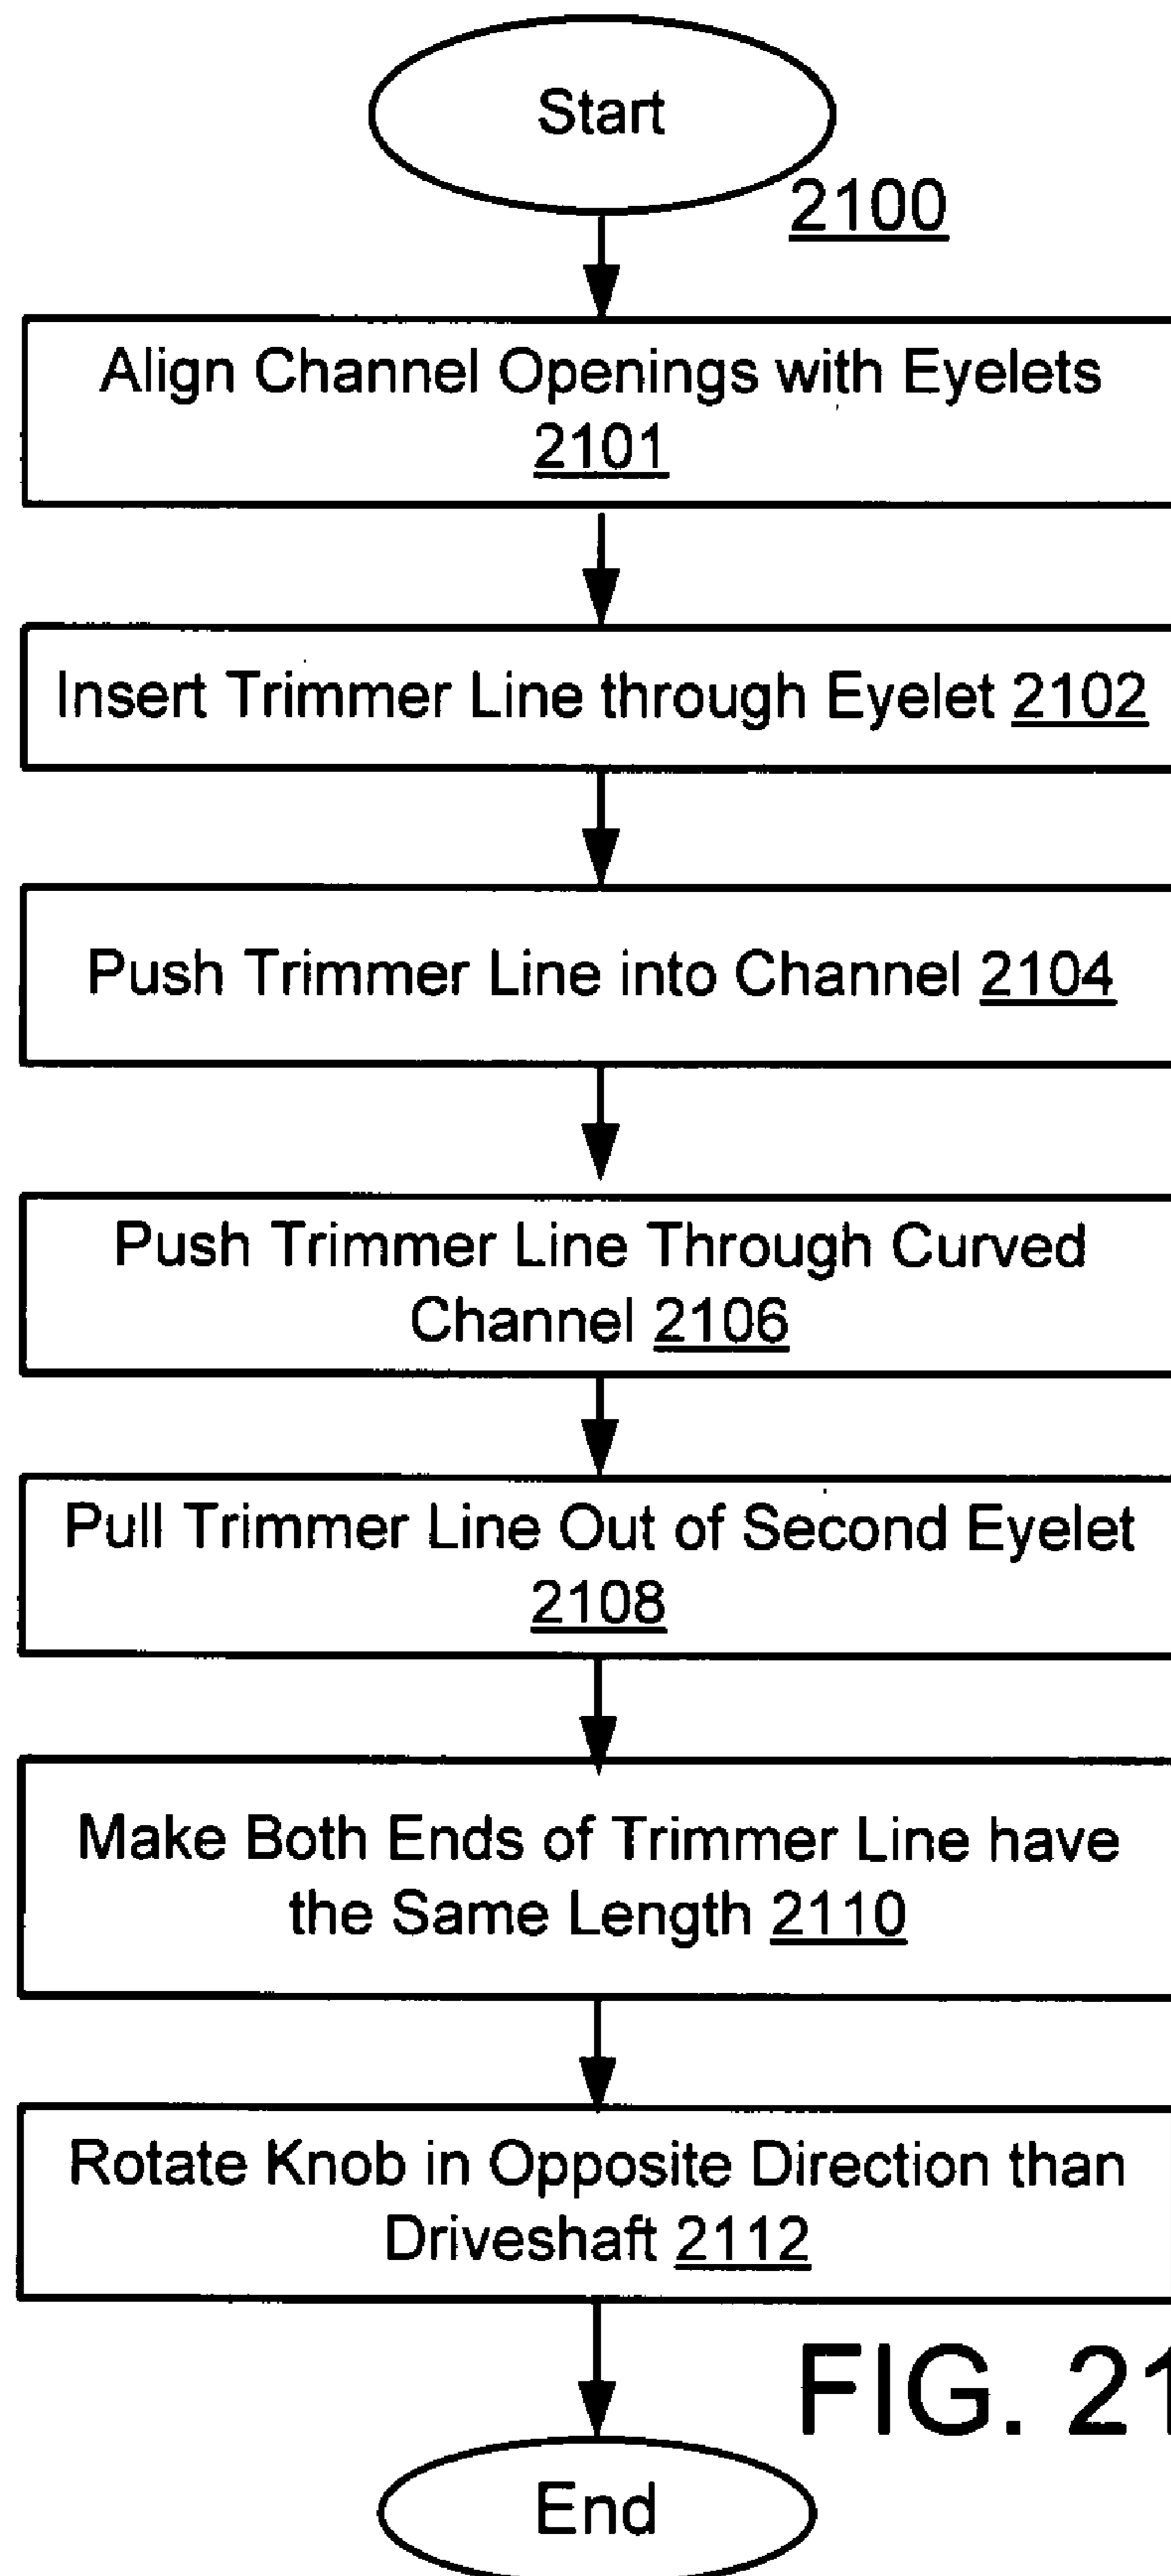 Start
2100
Align Channel Openings with Eyelets
2101
Insert Trimmer Line through Eyelet 2102
Push Trimmer Line into Channel 2104
Push Trimmer Line Through Curved
Channel 2106
Pull Trimmer Line Out of Second Eyelet
2108
Make Both Ends of Trimmer Line have
the Same Length 2110
Rotate Knob in Opposite Direction than
Driveshaft 2112
FIG. 21
End